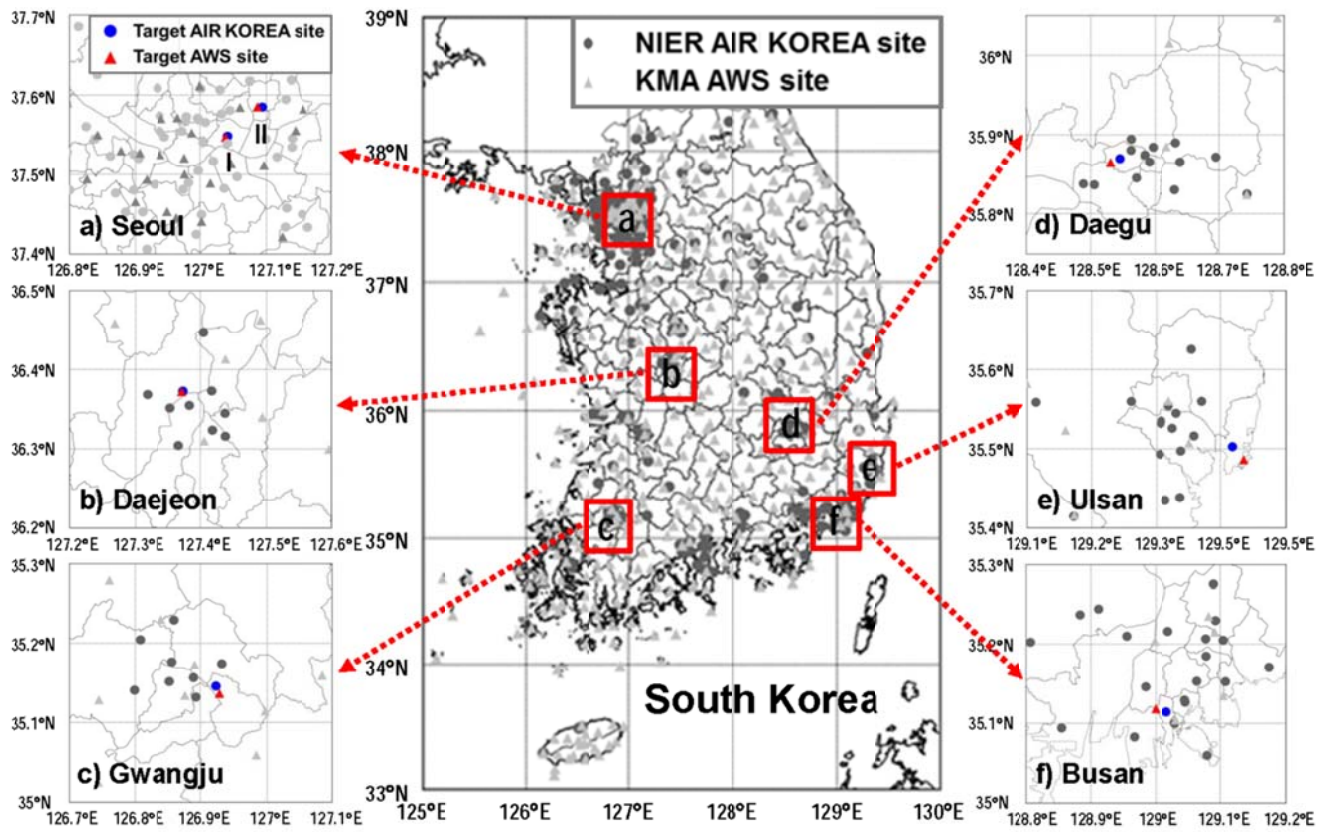 37.7°N
37.6°N
37.5°N
37.4°N
Target AIR KOREA site
Target AWS site
II
I
a) Seoul
126.8°E 126.9°E 127°E 127.1°E 127.2°E
36.5°N
36.4°N
36.3°N
36.2°N
b) Daejeon
127.2°E 127.3°E 127.4°E 127.5°E 127.6°E
35.3°N
35.2°N
35.1°N
35°N
c) Gwangju
126.7°E 126.8°E 126.9°E 127°E 127.1°E
39°N
38°N
37°N
36°N
35°N
34°N
33°N
NIER AIR KOREA site
KMA AWS site
a
b
c
d
e
f
South Korea
125°E 126°E 127°E 128°E 129°E 130°E
36°N
35.9°N
35.8°N
d) Daegu
128.4°E 128.5°E 128.6°E 128.7°E 128.8°E
35.7°N
35.6°N
35.5°N
35.4°N
e) Ulsan
129.1°E 129.2°E 129.3°E 129.5°E 129.5°E
35.3°N
35.2°N
35.1°N
35°N
f) Busan
128.8°E 128.9°E 129°E 129.1°E 129.2°E